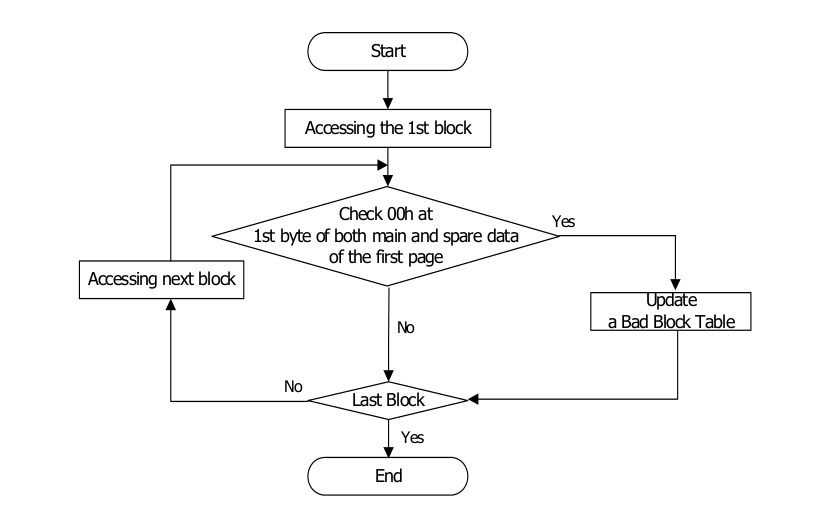 Start
Accessing the 1st block
Check 00h at
1st byte of both main and spare data
of the first page
Yes
Accessing next block
Update
a Bad Block Table
No
No
Last Block
Yes
End